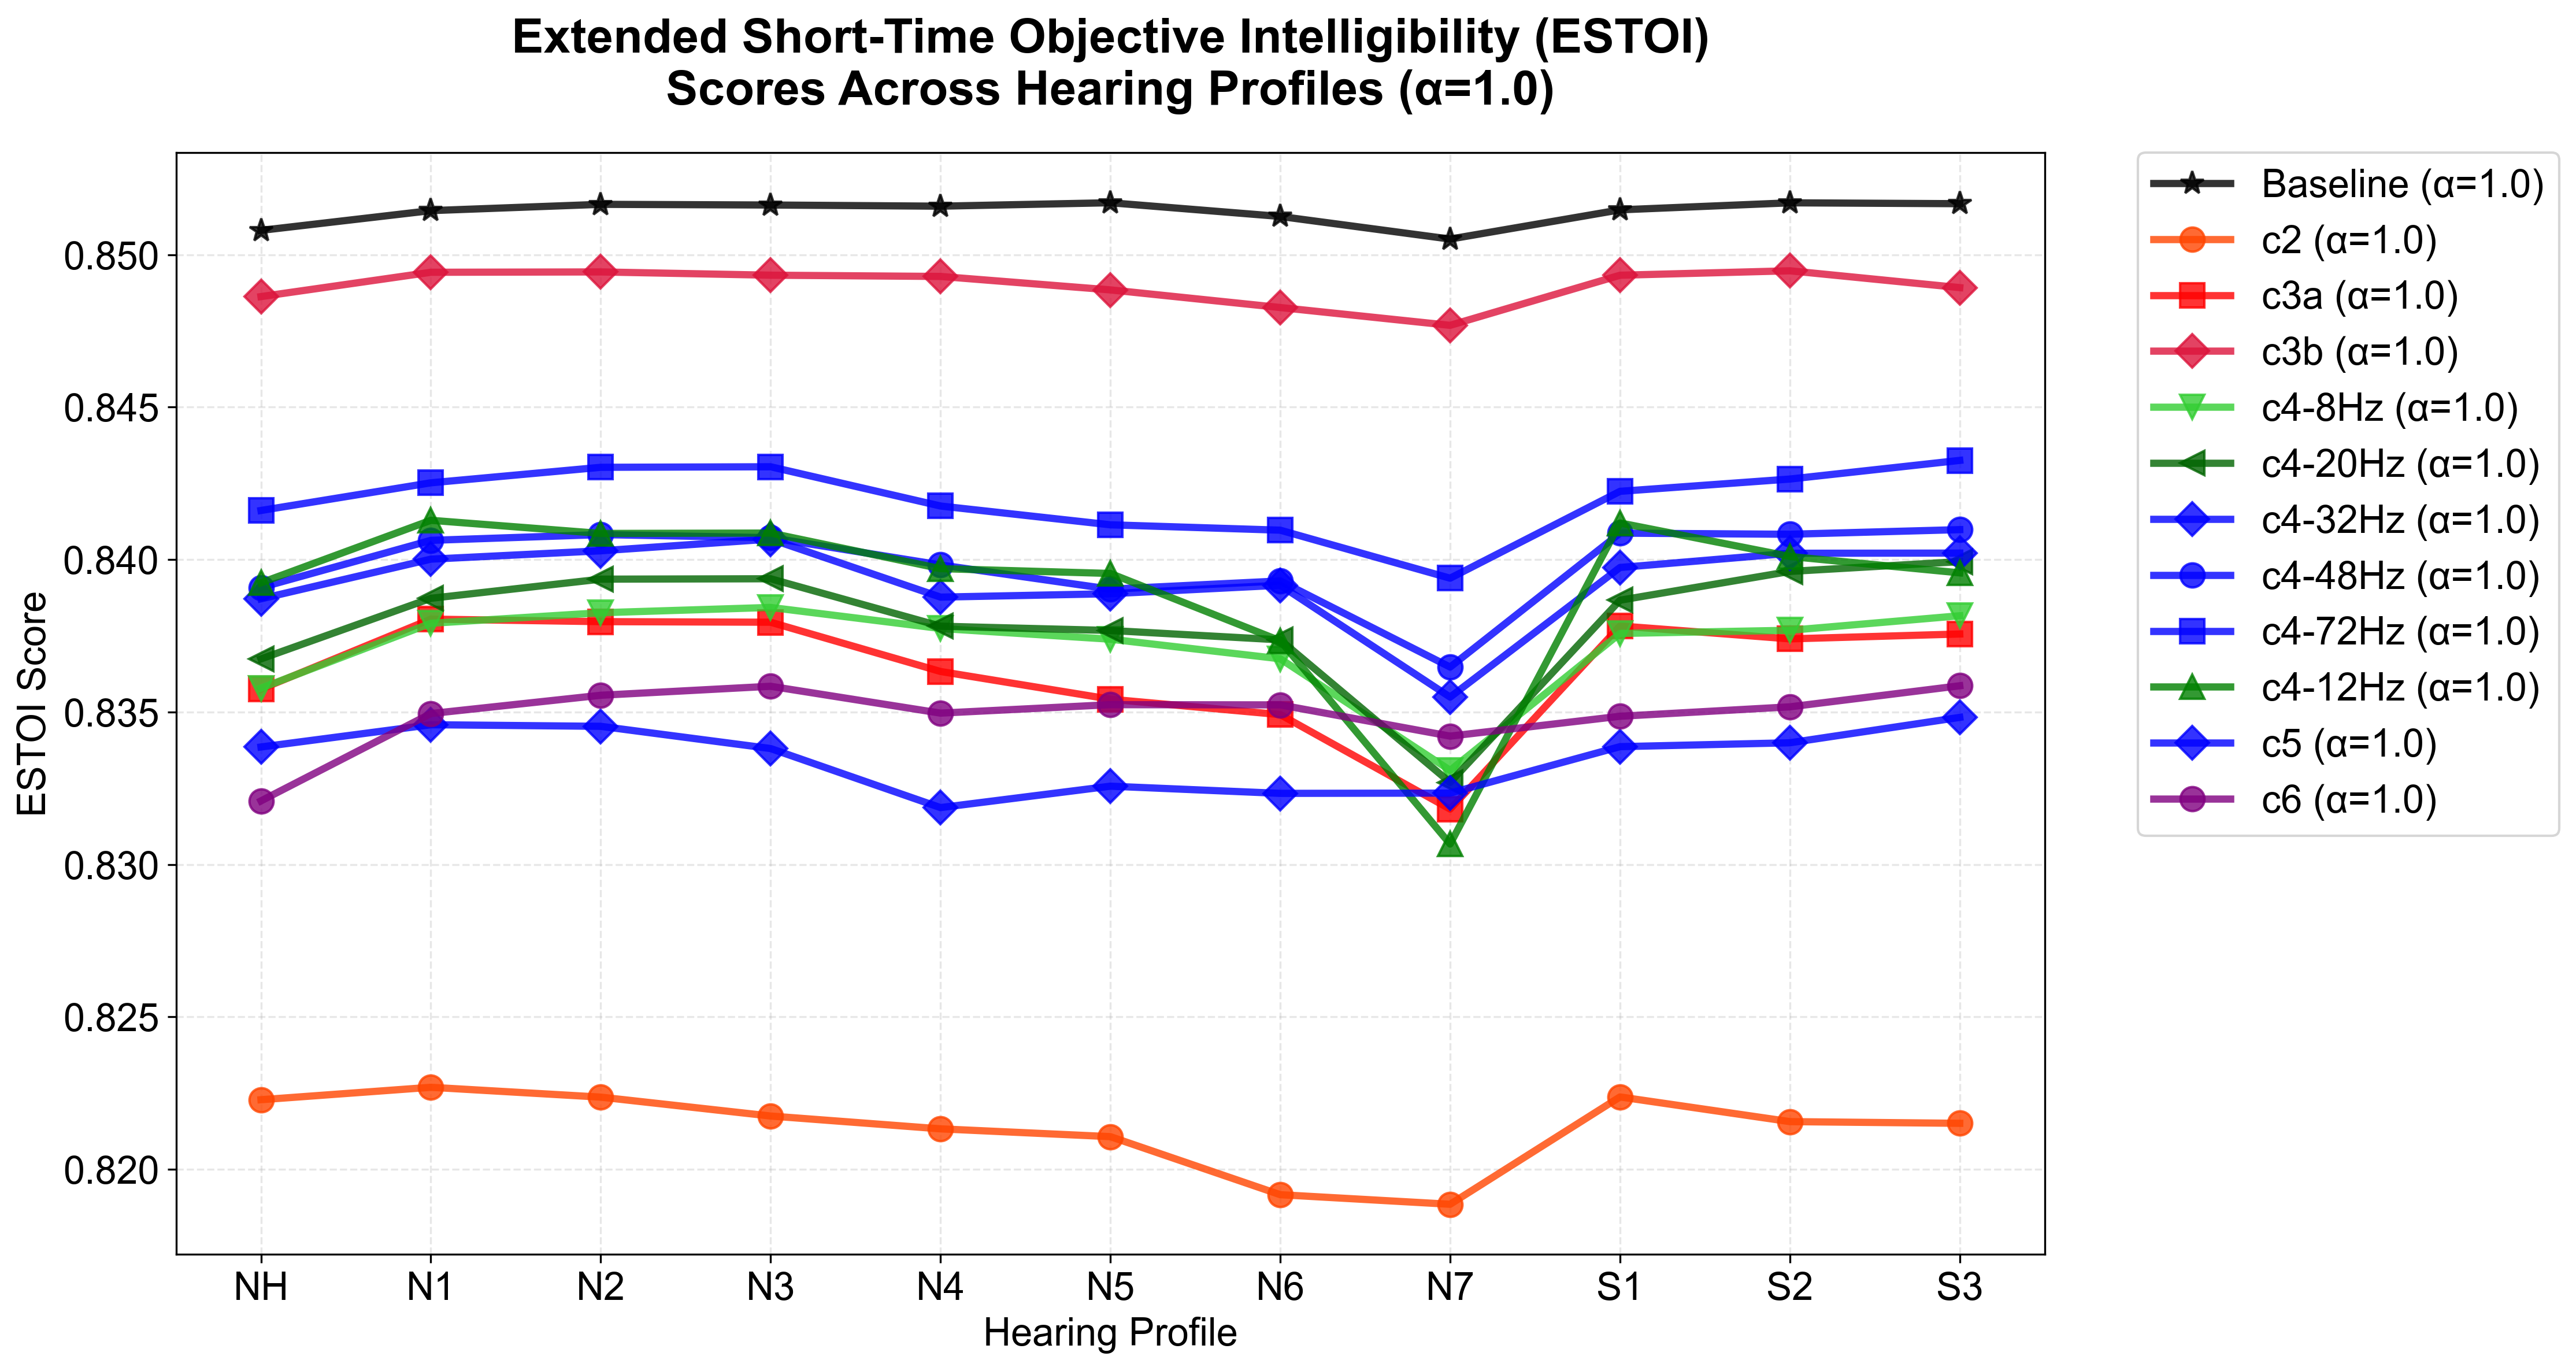 Extended Short-Time Objective Intelligibility (ESTOI)
Scores Across Hearing Profiles (α=1.0)
ESTOI Score
0.850
0.845
0.840
0.835
0.830
0.825
0.820
NH N1 N2 N3 N4 N5 N6 N7 S1 S2 S3
Hearing Profile
Baseline (α=1.0)
c2 (α=1.0)
c3a (α=1.0)
c3b (α=1.0)
c4-8Hz (α=1.0)
c4-20Hz (α=1.0)
c4-32Hz (α=1.0)
c4-48Hz (α=1.0)
c4-72Hz (α=1.0)
c4-12Hz (α=1.0)
c5 (α=1.0)
c6 (α=1.0)